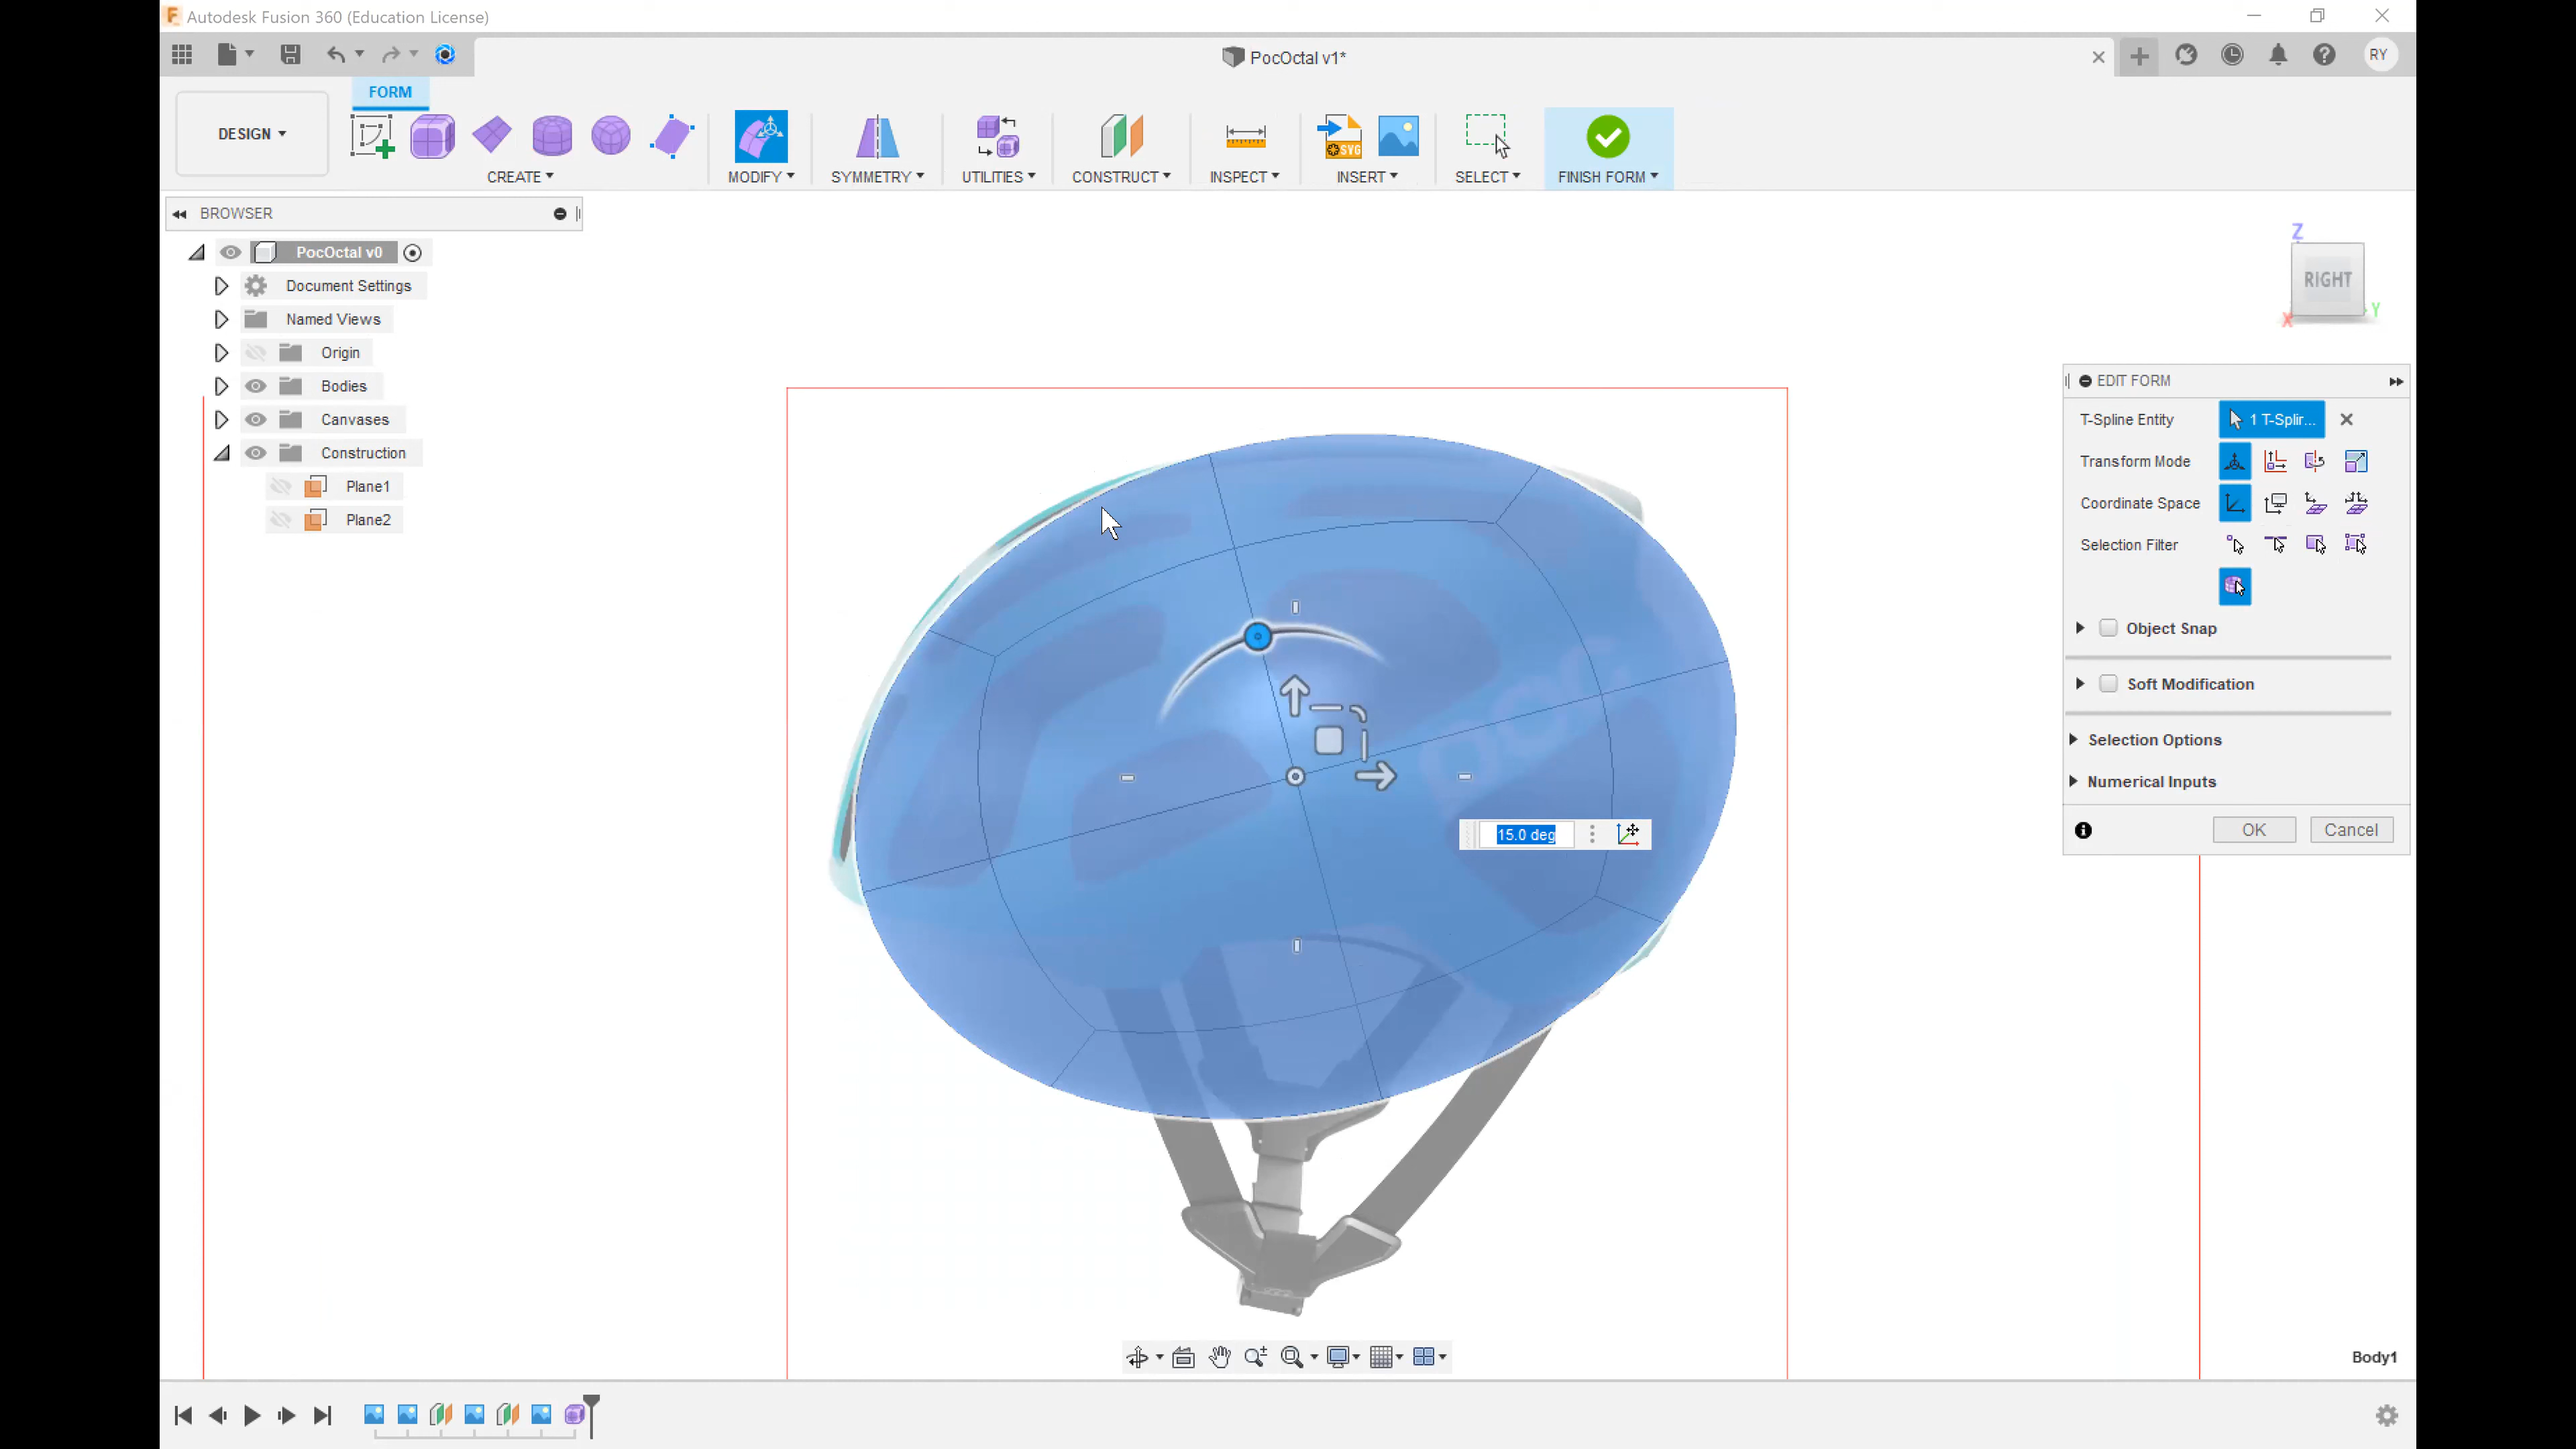 Autodesk Fusion 360 (Education License)
PocOctal v1*
RY
FORM
DESIGN
SVG
CREATE
MODIFY
SYMMETRY
UTILITIES
CONSTRUCT
INSPECT
INSERT
SELECT
FINISH FORM
BROWSER
PocOctal v0
Document Settings
Named Views
Origin
Bodies
Canvases
Construction
Plane1
Plane2
Z
RIGHT
Y
X
EDIT FORM
T-Spline Entity
1 T-Splir...
Transform Mode
Coordinate Space
Selection Filter
Object Snap
Soft Modification
Selection Options
Numerical Inputs
OK
Cancel
POC
15.0 deg
Body1